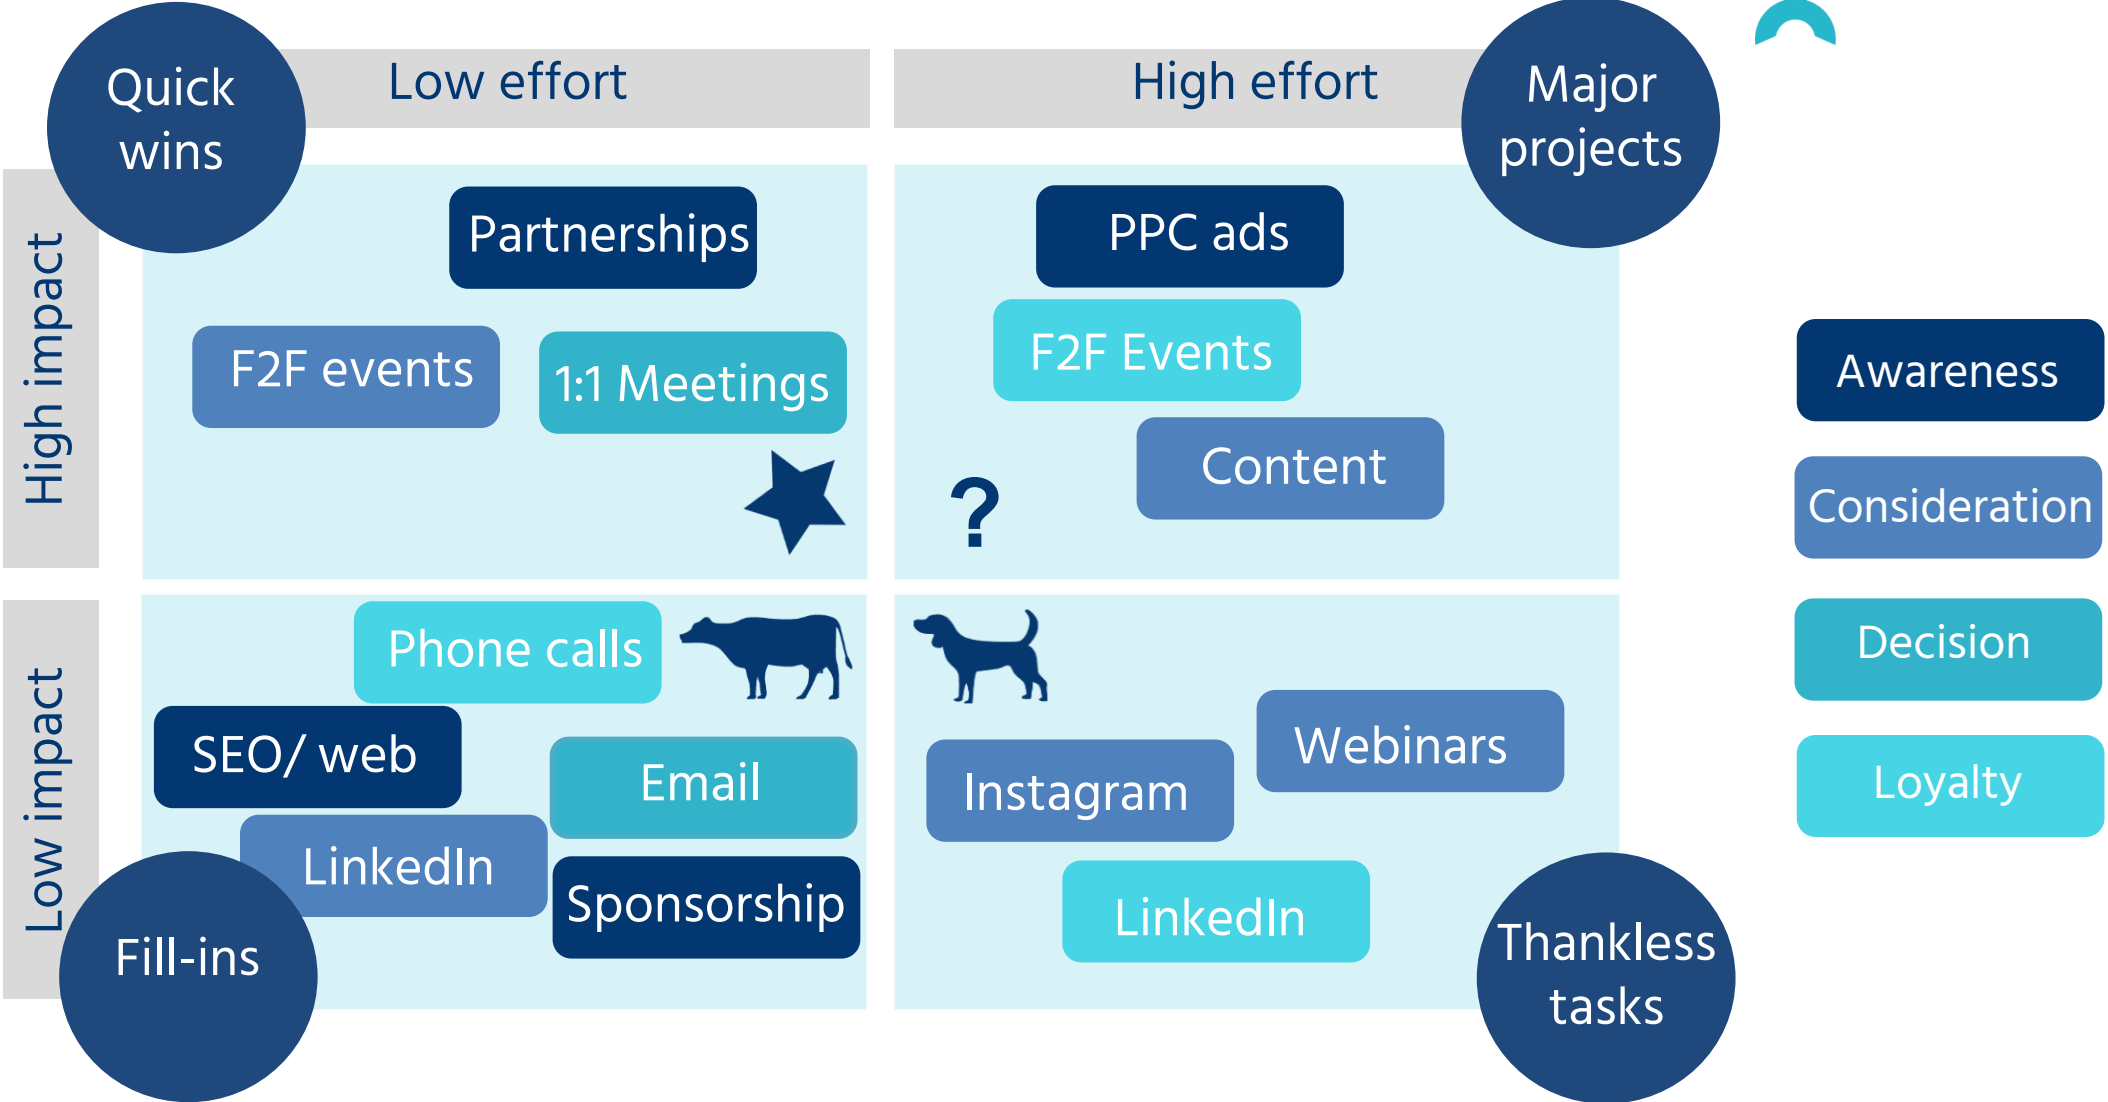 Quick
wins
Low effort
High effort
Major
projects
High impact
Partnerships
F2F events
1:1 Meetings
PPC ads
F2F Events
Content
?
Awareness
Consideration
Decision
Loyalty
Low impact
Phone calls
SEO/ web
Email
LinkedIn
Sponsorship
Fill-ins
Webinars
Instagram
LinkedIn
Thankless
tasks